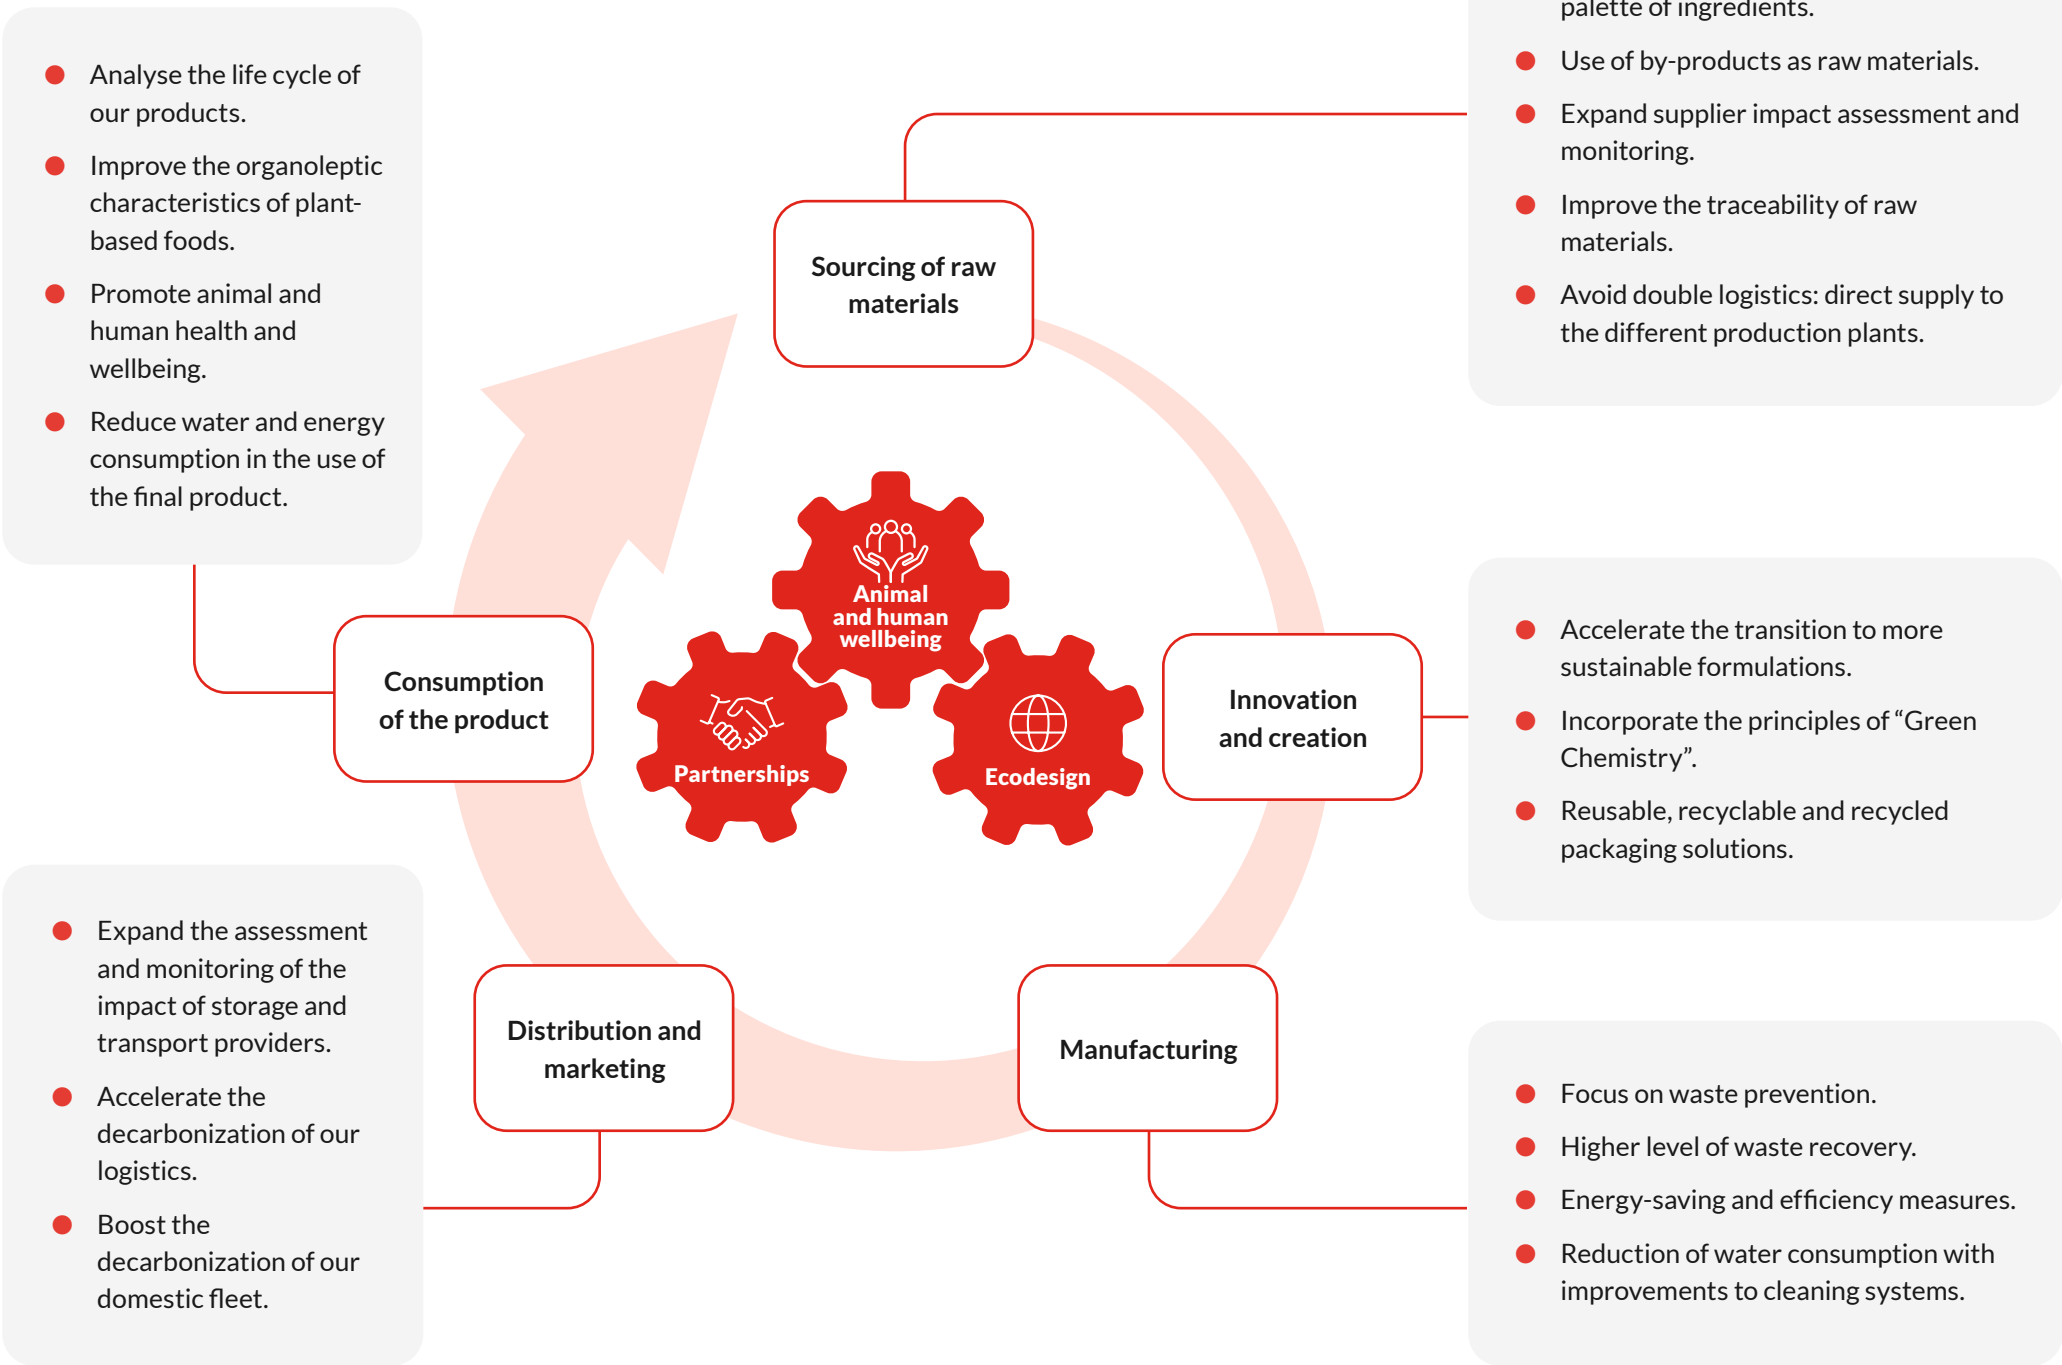 Analyse the life cycle of
our products.
Improve the organoleptic
characteristics of plant-
based foods.
Promote animal and
human health and
wellbeing.
Reduce water and energy
consumption in the use of
the final product.
palette of ingredients.
Use of by-products as raw materials.
Expand supplier impact assessment and
monitoring.
Improve the traceability of raw
materials.
Avoid double logistics: direct supply to
the different production plants.
Sourcing of raw
materials
Animal
and human
wellbeing
Partnerships
Ecodesign
Consumption
of the product
Innovation
and creation
Accelerate the transition to more
sustainable formulations.
Incorporate the principles of “Green
Chemistry”.
Reusable, recyclable and recycled
packaging solutions.
Expand the assessment
and monitoring of the
impact of storage and
transport providers.
Accelerate the
decarbonization of our
logistics.
Boost the
decarbonization of our
domestic fleet.
Distribution and
marketing
Manufacturing
Focus on waste prevention.
Higher level of waste recovery.
Energy-saving and efficiency measures.
Reduction of water consumption with
improvements to cleaning systems.